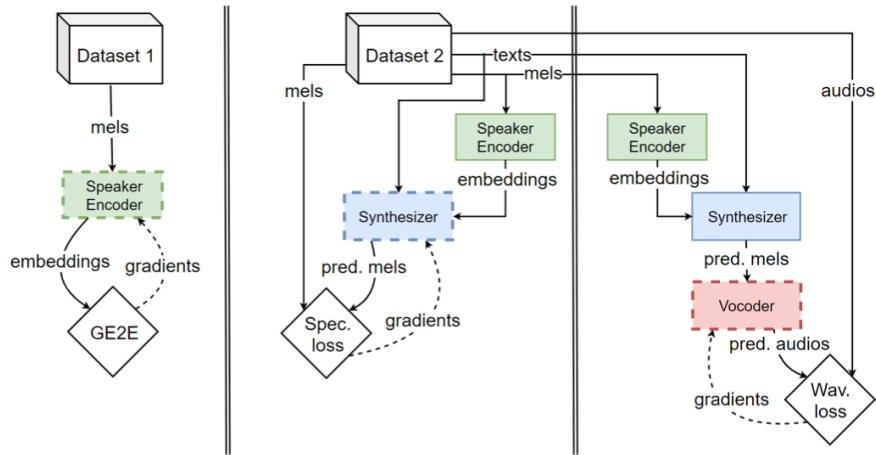 Dataset 1
mels
Speaker
Encoder
embeddings
gradients
GE2E
Dataset 2
mels
texts
mels
Speaker
Encoder
embeddings
Synthesizer
pred. mels
gradients
Spec.
loss
audios
Speaker
Encoder
embeddings
Synthesizer
pred. mels
Vocoder
pred. audios
gradients
Wav.
loss